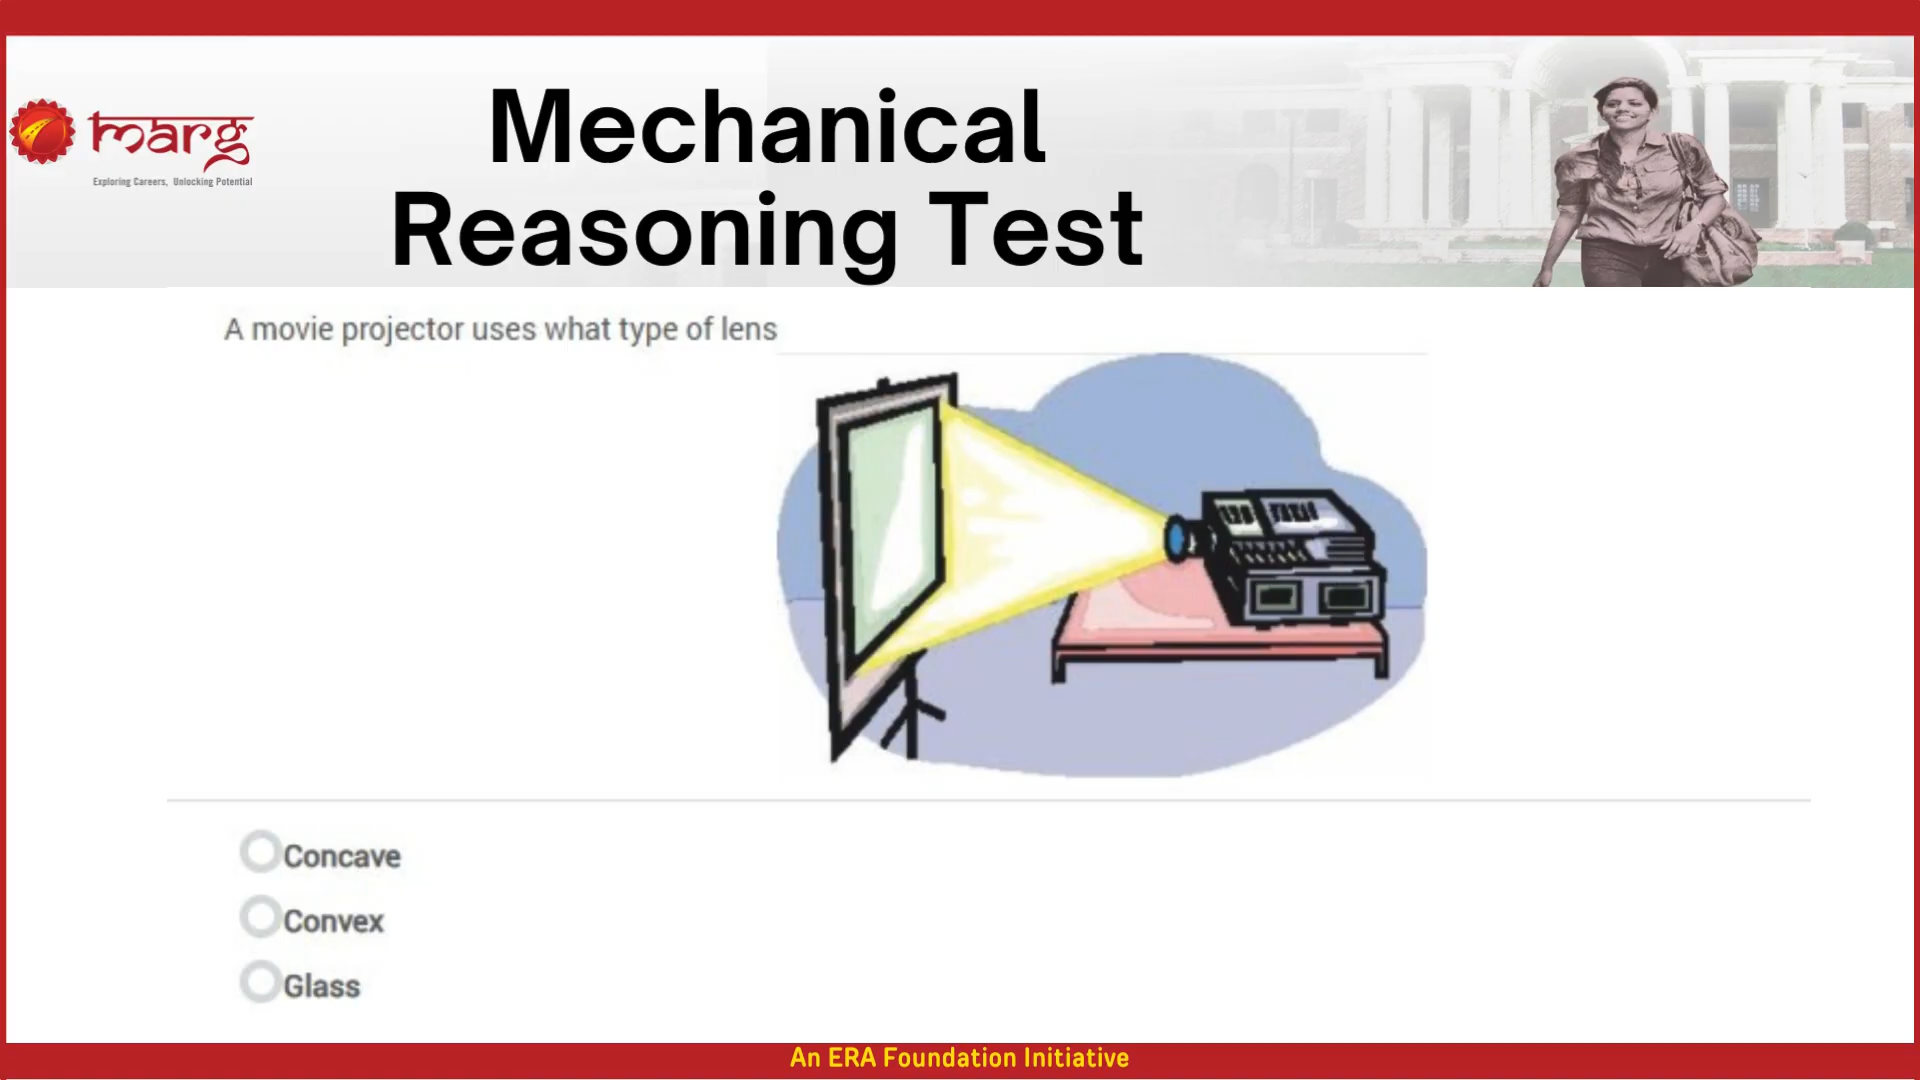 marg
Exploring Careers, Unlocking Potential
Mechanical
Reasoning Test
A movie projector uses what type of lens
Concave
Convex
Glass
An ERA Foundation Initiative